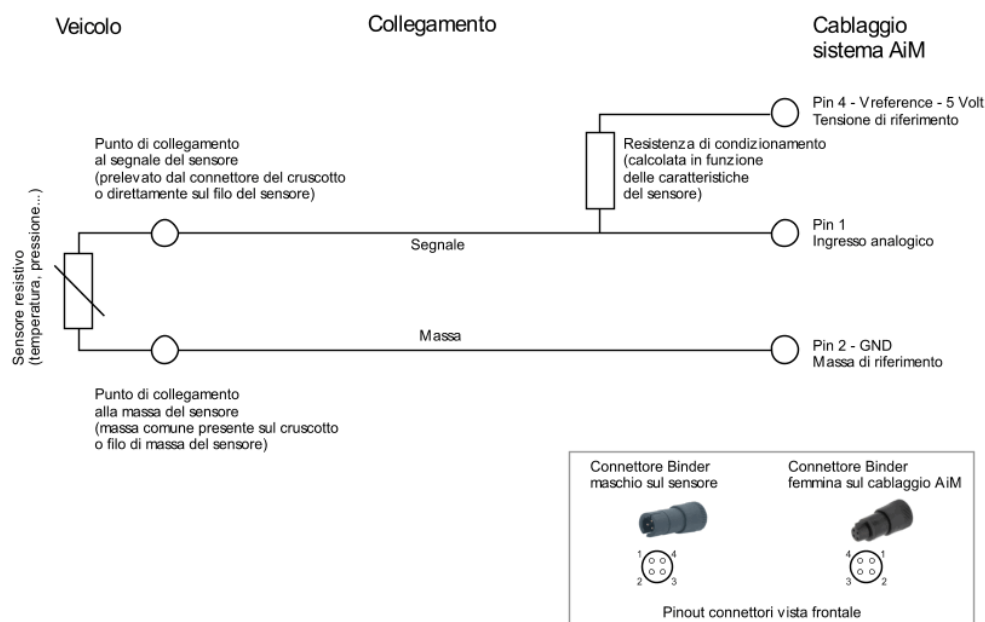 Veicolo
Collegamento
Cablaggio
sistema AiM
Pin 4 - Vreference - 5 Volt
Tensione di riferimento
Punto di collegamento
al segnale del sensore
(prelevato dal connettore del cruscotto
o direttamente sul filo del sensore)
Resistenza di condizionamento
(calcolata in funzione
delle caratteristiche
del sensore)
Pin 1
Ingresso analogico
Segnale
Sensore resistivo
(temperatura, pressione...)
Massa
Pin 2 - GND
Massa di riferimento
Punto di collegamento
alla massa del sensore
(massa comune presente sul cruscotto
o filo di massa del sensore)
Connettore Binder
maschio sul sensore
Connettore Binder
femmina sul cablaggio AiM
1 4
2 3
4 1
3 2
Pinout connettori vista frontale